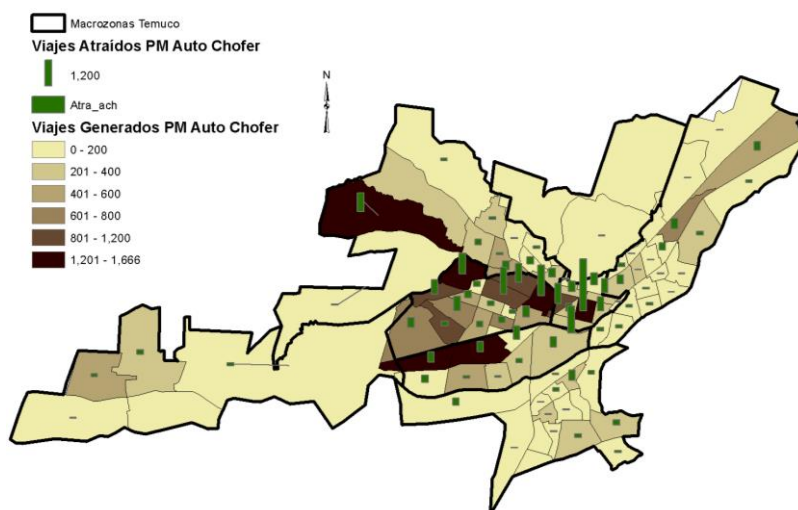 Macrozonas Temuco
Viajes Atraídos PM Auto Chofer
1,200
Atra_ach
Viajes Generados PM Auto Chofer
0 - 200
201 - 400
401 - 600
601 - 800
801 - 1,200
1,201 - 1,666
N